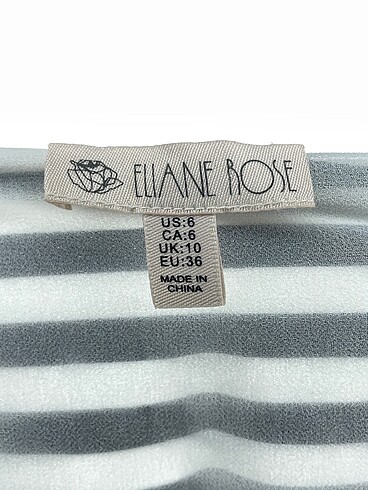 ELIANE ROSE
US:6
CA:6
UK:10
EU:36
MADE IN
CHINA